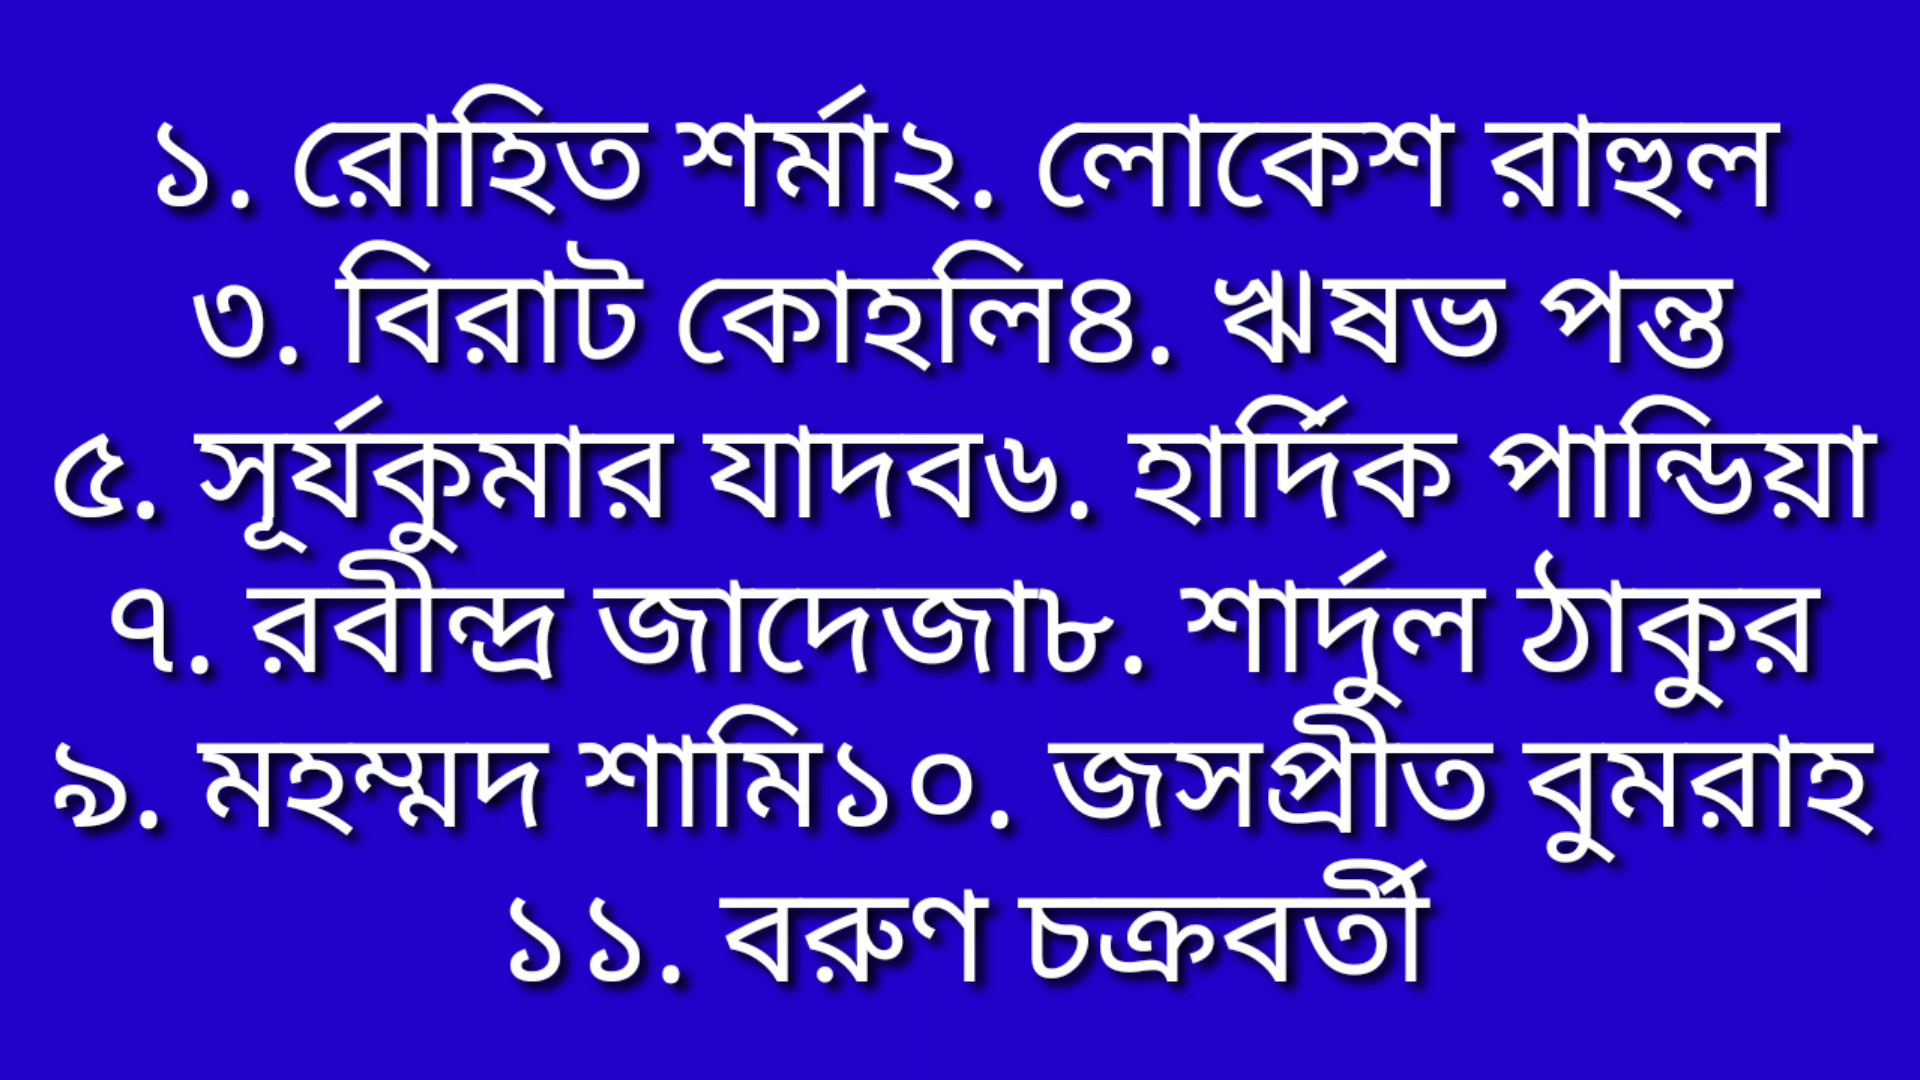 ১. রোহিত শর্মা২. লোকেশ রাহুল
৩. বিরাট কোহলি৪. ঋষভ পন্ত
৫. সূর্যকুমার যাদব৬. হার্দিক পান্ডিয়া
৭. রবীন্দ্র জাদেজা৮. শার্দুল ঠাকুর
৯. মহম্মদ শামি১০. জসপ্রীত বুমরাহ
১১. বরুণ চক্রবর্তী